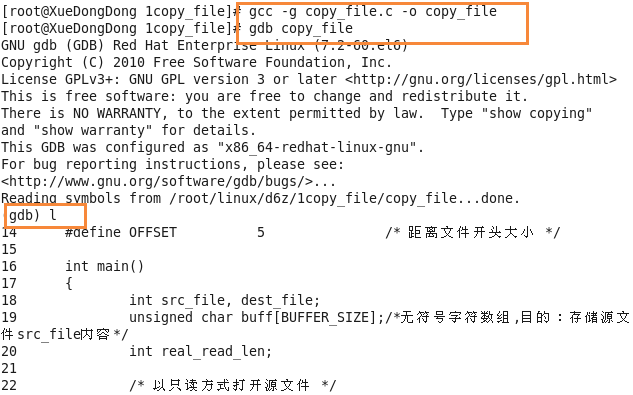 [root@XueDongDong 1copy_file]# gcc -g copy_file.c -o copy_file
[root@XueDongDong 1copy_file]# gdb copy_file
GNU gdb (GDB) Red Hat Enterprise Linux (7.2-60.el6)
Copyright (C) 2010 Free Software Foundation, Inc.
License GPLv3+: GNU GPL version 3 or later <http://gnu.org/licenses/gpl.html>
This is free software: you are free to change and redistribute it.
There is NO WARRANTY, to the extent permitted by law.  Type "show copying"
and "show warranty" for details.
This GDB was configured as "x86_64-redhat-linux-gnu".
For bug reporting instructions, please see:
<http://www.gnu.org/software/gdb/bugs/>...
Reading symbols from /root/linux/d6z/1copy_file/copy_file...done.
(gdb) l
14      #define OFFSET          5               /* 距离文件开头大小 */
15
16      int main()
17      {
18              int src_file, dest_file;
19              unsigned char buff[BUFFER_SIZE];/*无符号字符数组,目的：存储源文
件src_file内容*/
20              int real_read_len;
21
22              /* 以只读方式打开源文件 */